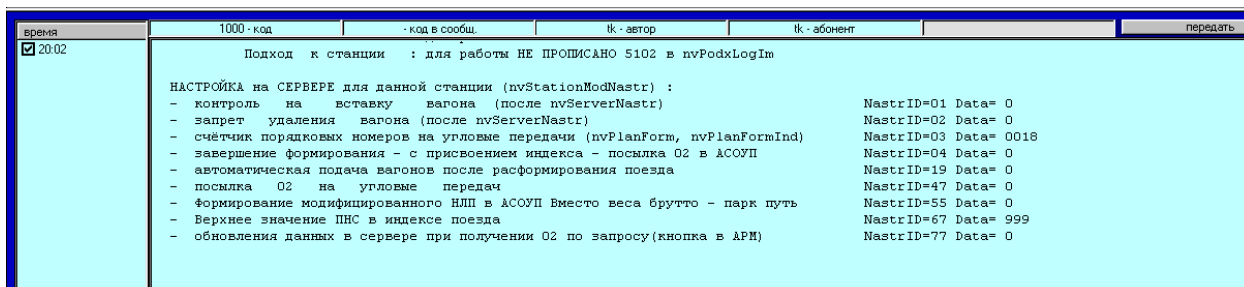 время 1000 - код - код в сообщ. tk - автор tk - абонент передать
20:02
Подход к станции : для работы НЕ ПРОПИСАНО 5102 в nvPodxLogIm
НАСТРОЙКА на СЕРВЕРЕ для данной станции (nvStationModNastr) :
- контроль на вставку вагона (после nvServerNastr) NastrID=01 Data= 0
- запрет удаления вагона (после nvServerNastr) NastrID=02 Data= 0
- счётчик порядковых номеров на угловые передачи (nvPlanForm, nvPlanFormInd) NastrID=03 Data= 0018
- завершение формирования - с присвоением индекса - посылка 02 в АСОУП NastrID=04 Data= 0
- автоматическая подача вагонов после расформирования поезда NastrID=19 Data= 0
- посылка 02 на угловые передач NastrID=47 Data= 0
- Формирование модифицированного НЛП в АСОУП Вместо веса брутто - парк путь NastrID=55 Data= 0
- Верхнее значение ПНС в индексе поезда NastrID=67 Data= 999
- обновления данных в сервере при получении 02 по запросу(кнопка в АРМ) NastrID=77 Data= 0